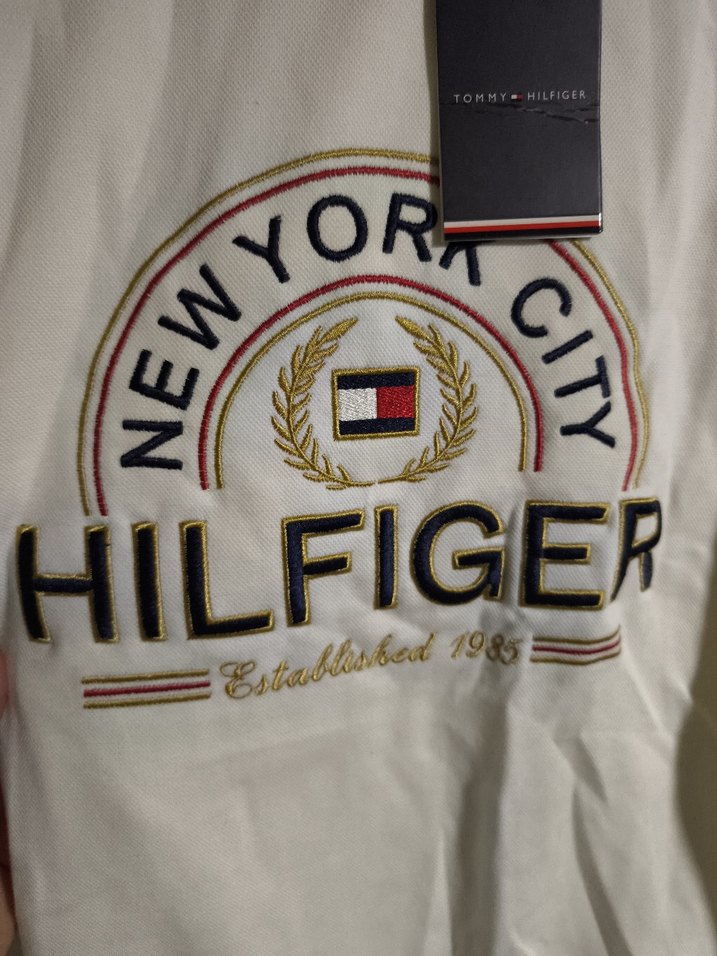 TOMMY HILFIGER
NEW YORK CITY
HILFIGER
Established 1985